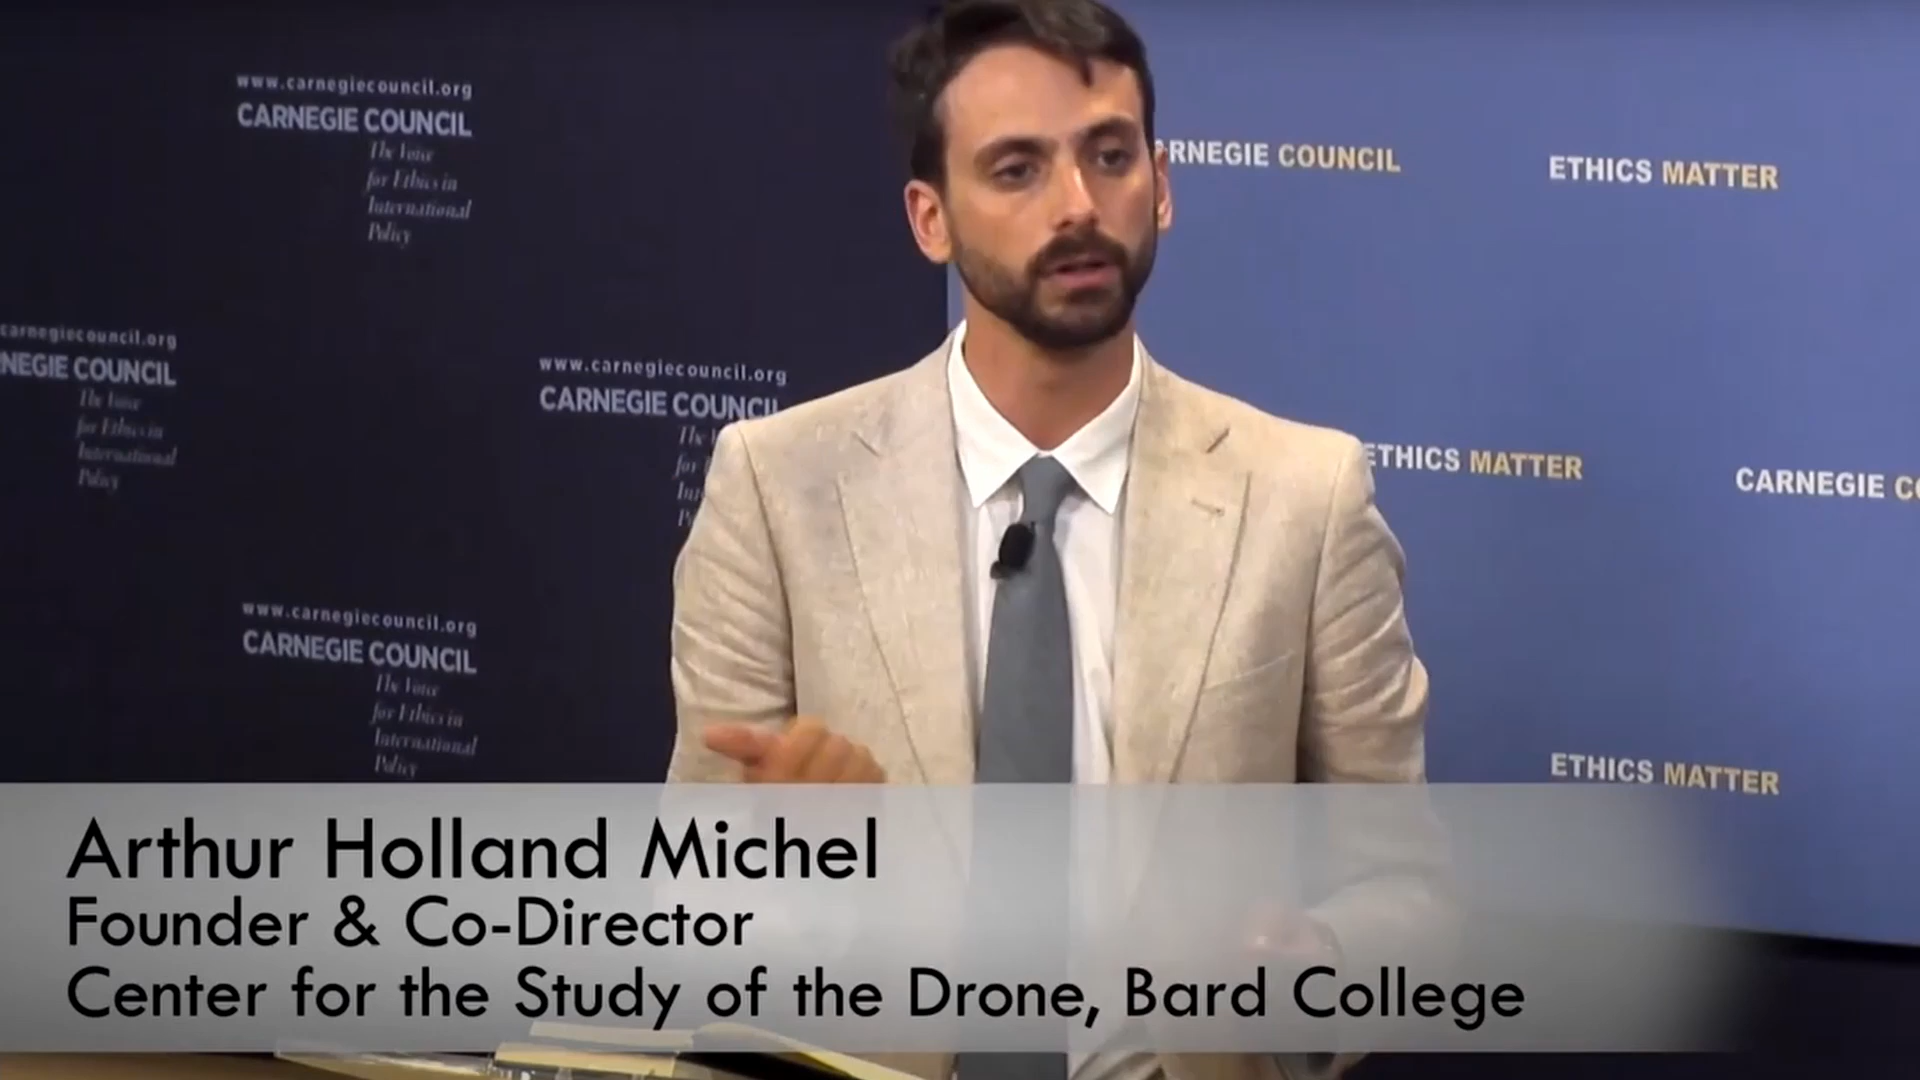 www.carnegiecouncil.org
CARNEGIE COUNCIL
The Voice
for Ethics in
International
Policy
carnegiecouncil.org
NEGIE COUNCIL
The Voice
for Ethics in
International
Policy
www.carnegiecouncil.org
CARNEGIE COUNCIL
The
for
www.carnegiecouncil.org
CARNEGIE COUNCIL
The Voice
for Ethics in
International
Policy
RNEGIE COUNCIL
ETHICS MATTER
ETHICS MATTER
CARNEGIE CO
ETHICS MATTER
Arthur Holland Michel
Founder & Co-Director
Center for the Study of the Drone, Bard College